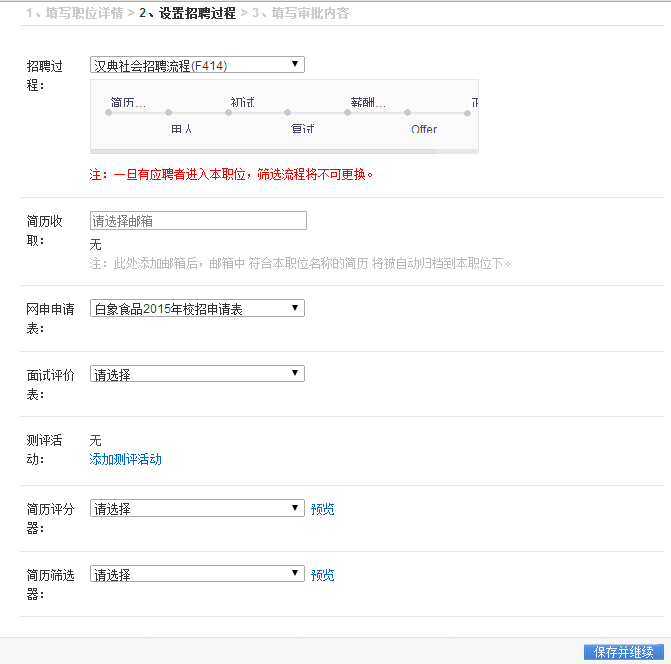 1、填写职位详情 > 2、设置招聘过程 > 3、填写审批内容
招聘过程：
汉典社会招聘流程(F414)
简历... 初试 薪酬...
用人 复试 Offer
注：一旦有应聘者进入本职位，筛选流程将不可更换。
简历收取：
请选择邮箱
无
注：此处添加邮箱后，邮箱中 符合本职位名称的简历 将被自动归档到本职位下。
网申申请表：
白象食品2015年校招申请表
面试评价表：
请选择
测评活动：
无
添加测评活动
简历评分器：
请选择 预览
简历筛选器：
请选择 预览
保存并继续